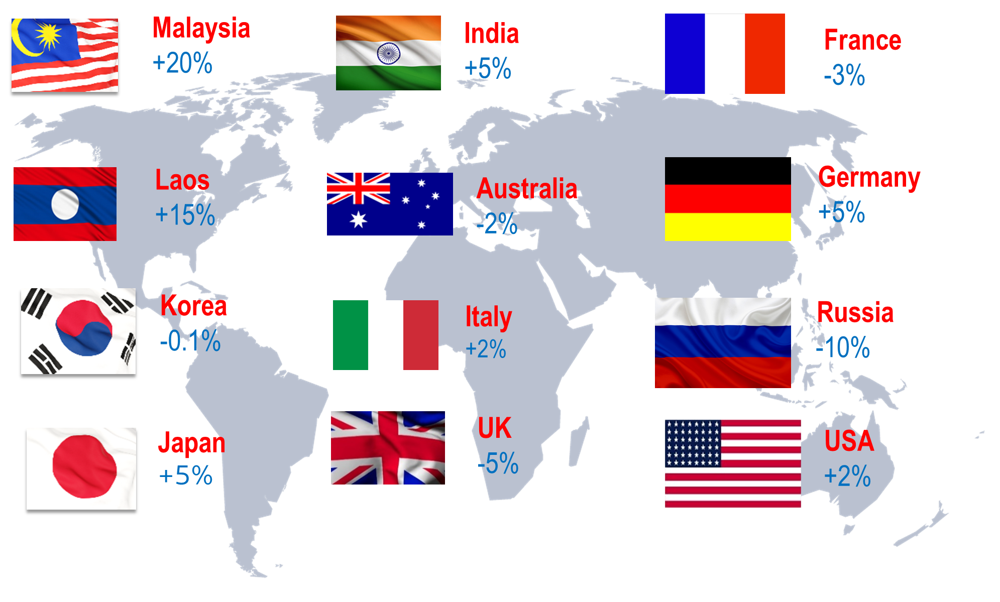 Malaysia
+20%
India
+5%
France
-3%
Laos
+15%
Australia
-2%
Germany
+5%
Korea
-0.1%
Italy
+2%
Russia
-10%
Japan
+5%
UK
-5%
USA
+2%